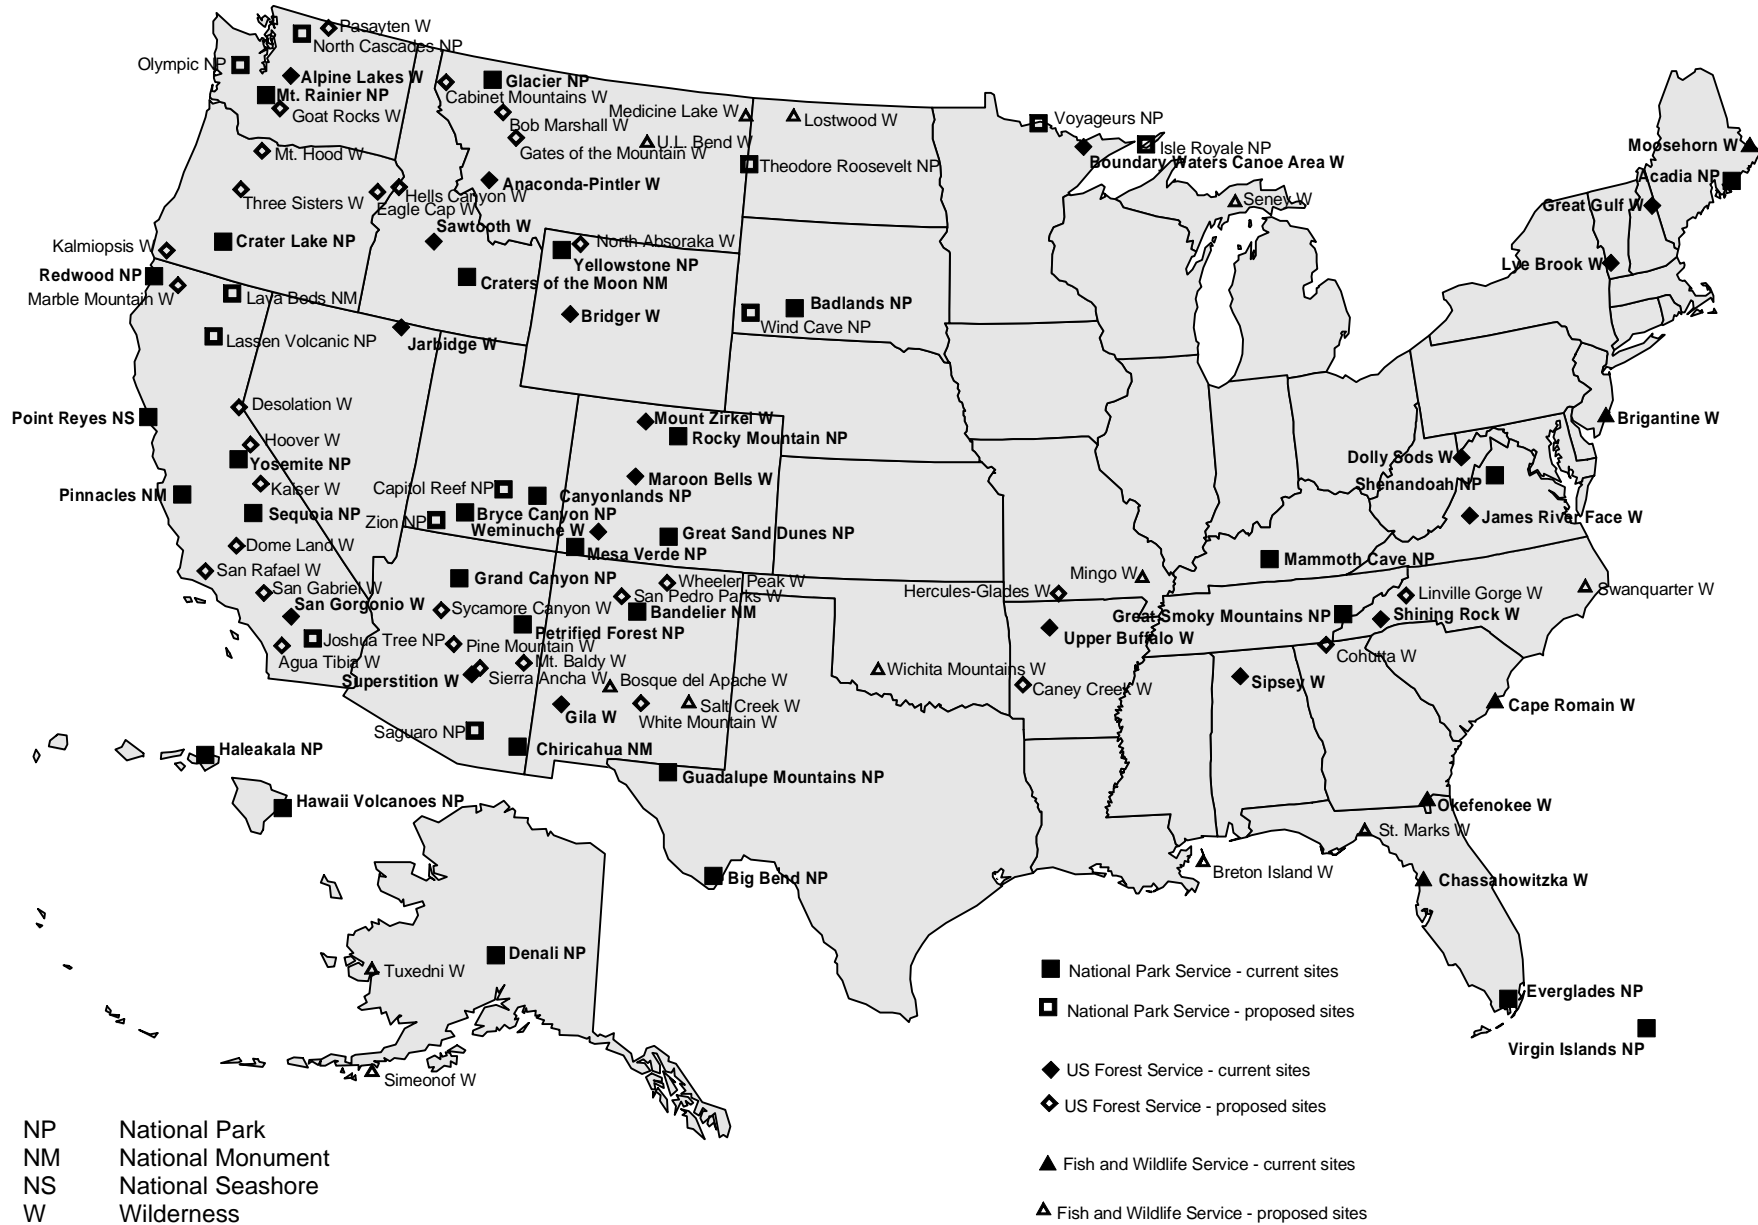 Pasayten W
North Cascades NP
Olympic NP
Alpine Lakes W
Mt. Rainier NP
Goat Rocks W
Mt. Hood W
Three Sisters W
Hells Canyon W
Eagle Cap W
Sawtooth W
Kalmiopsis W
Crater Lake NP
Redwood NP
Marble Mountain W
Lava Beds NM
Lassen Volcanic NP
Jarbidge W
Glacier NP
Cabinet Mountains W
Bob Marshall W
Gates of the Mountain W
Medicine Lake W
U.L. Bend W
Lostwood W
Theodore Roosevelt NP
Anaconda-Pintler W
North Absoraka W
Yellowstone NP
Craters of the Moon NM
Bridger W
Badlands NP
Wind Cave NP
Voyageurs NP
Isle Royale NP
Boundary Waters Canoe Area W
Seney W
Moosehorn W
Acadia NP
Great Gulf W
Lye Brook W
Brigantine W
Dolly Sods W
Shenandoah NP
James River Face W
Mammoth Cave NP
Point Reyes NS
Desolation W
Hoover W
Yosemite NP
Kaiser W
Pinnacles NM
Sequoia NP
Dome Land W
San Rafael W
San Gabriel W
San Gorgonio W
Joshua Tree NP
Agua Tibia W
Mount Zirkel W
Rocky Mountain NP
Maroon Bells W
Capitol Reef NP
Canyonlands NP
Zion NP
Bryce Canyon NP
Weminuche W
Great Sand Dunes NP
Mesa Verde NP
Grand Canyon NP
Wheeler Peak W
San Pedro Parks W
Bandelier NM
Sycamore Canyon W
Petrified Forest NP
Pine Mountain W
Mt. Baldy W
Sierra Ancha W
Superstition W
Bosque del Apache W
Salt Creek W
White Mountain W
Gila W
Saguaro NP
Chiricahua NM
Guadalupe Mountains NP
Big Bend NP
Wichita Mountains W
Caney Creek W
Hercules-Glades W
Mingo W
Upper Buffalo W
Great Smoky Mountains NP
Linville Gorge W
Shining Rock W
Swanquarter W
Cohutta W
Sipsey W
Cape Romain W
Okefenokee W
St. Marks W
Breton Island W
Chassahowitzka W
Everglades NP
Virgin Islands NP
Haleakala NP
Hawaii Volcanoes NP
Denali NP
Tuxedni W
Simeonof W
National Park Service - current sites
National Park Service - proposed sites
US Forest Service - current sites
US Forest Service - proposed sites
Fish and Wildlife Service - current sites
Fish and Wildlife Service - proposed sites
NP National Park
NM National Monument
NS National Seashore
W Wilderness